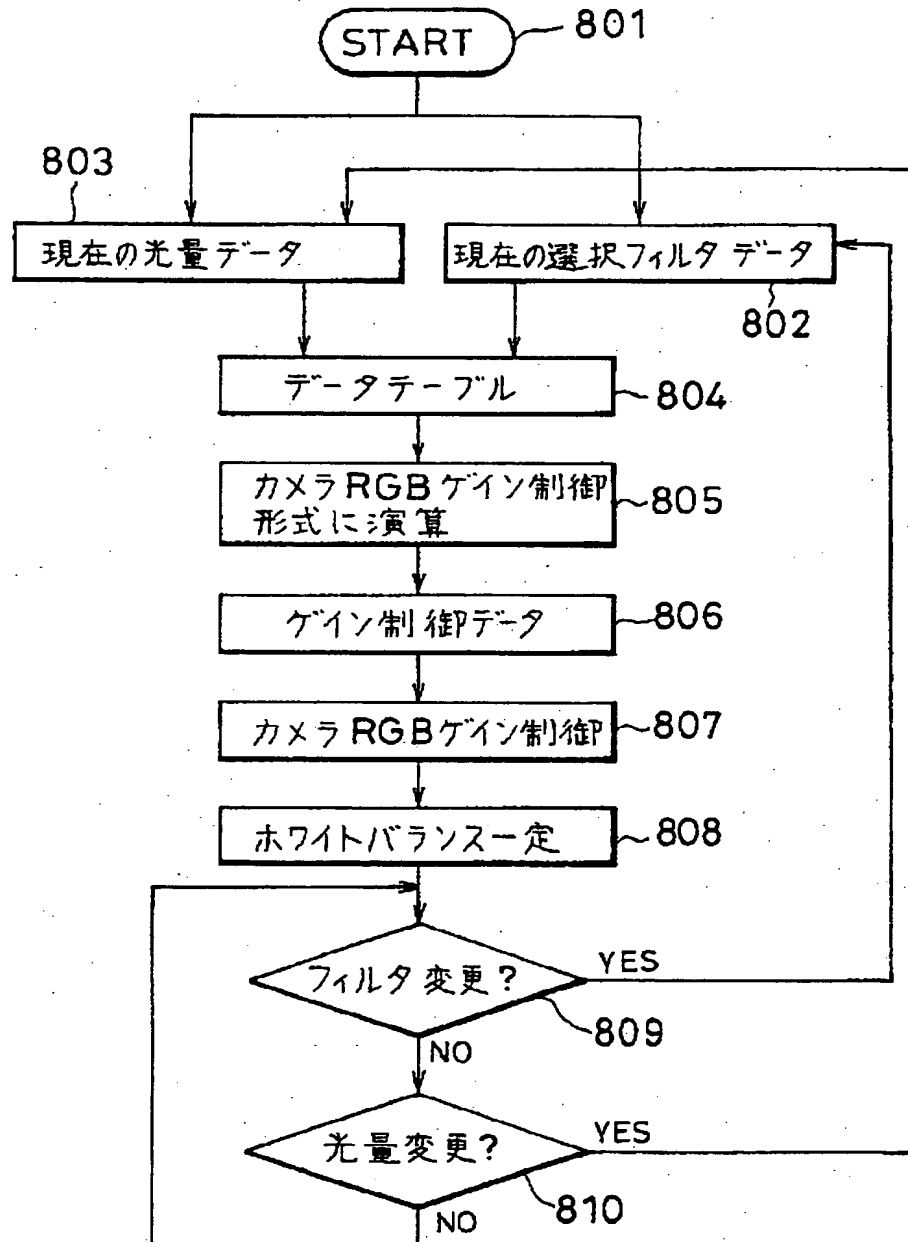 START
801
803
現在の光量データ
現在の選択フィルタデータ
802
データテーブル
804
カメラRGBゲイン制御
形式に演算
805
ゲイン制御データ
806
カメラRGBゲイン制御
807
ホワイトバランス一定
808
フィルタ変更?
YES
809
NO
光量変更?
YES
810
NO